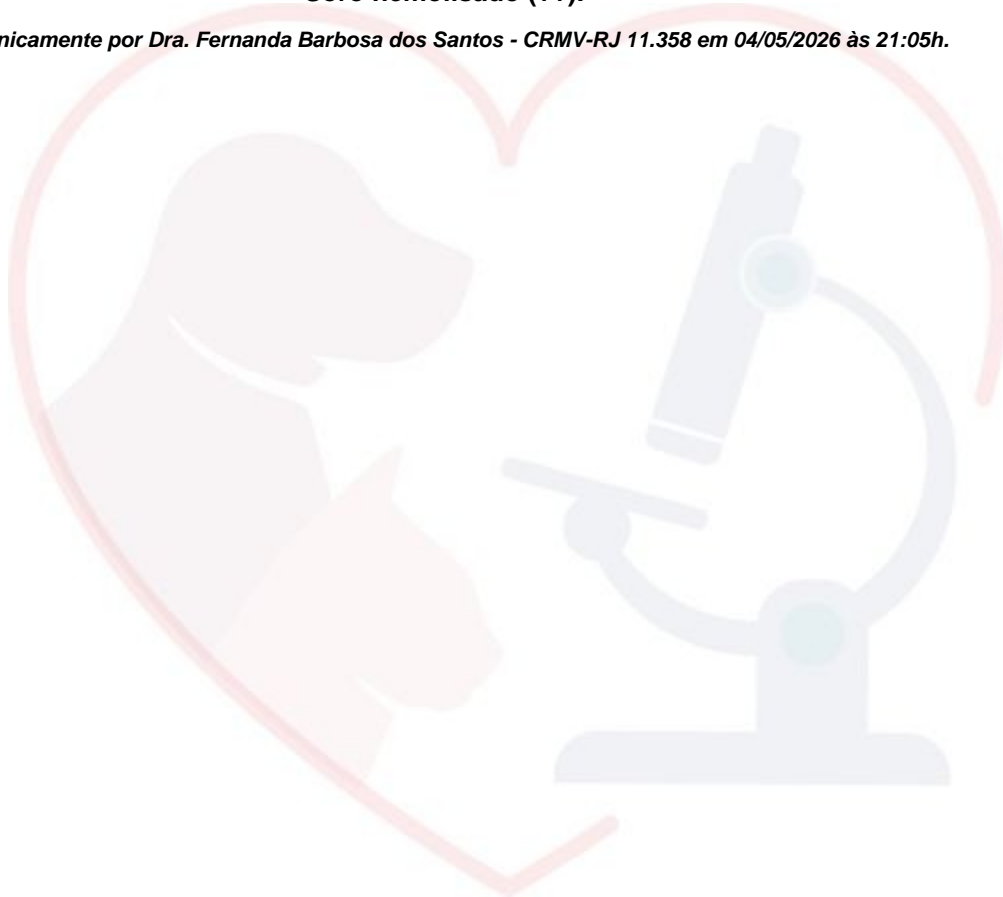 nicamente por Dra. Fernanda Barbosa dos Santos - CRMV-RJ 11.358 em 04/05/2026 às 21:05h.